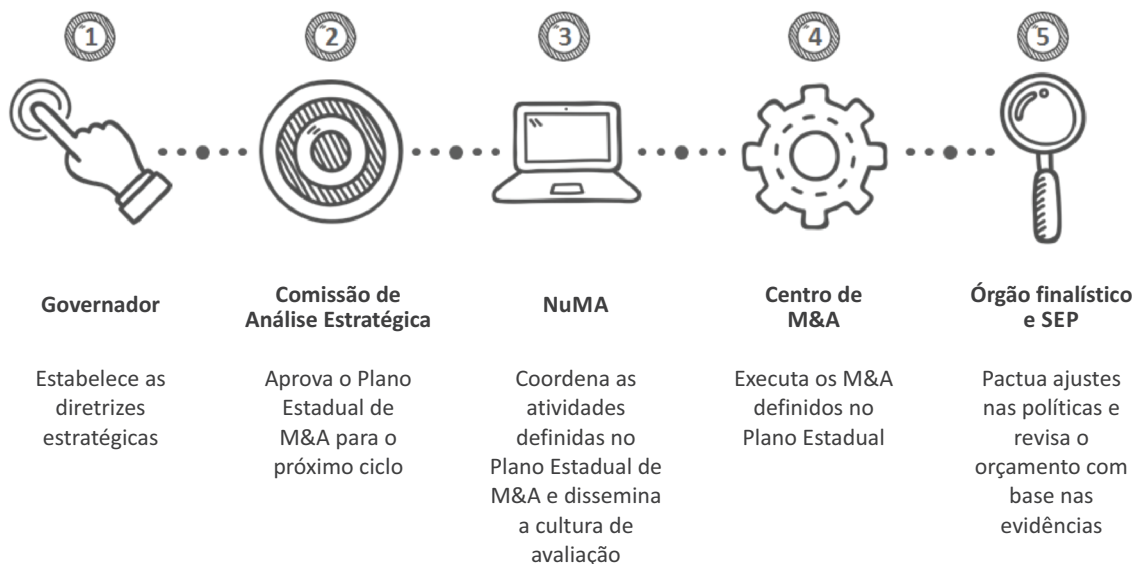 1
2
3
4
5
Governador
Comissão de
Análise Estratégica
NuMA
Centro de
M&A
Órgão finalístico
e SEP
Estabelece as
diretrizes
estratégicas
Aprova o Plano
Estadual de
M&A para o
próximo ciclo
Coordena as
atividades
definidas no
Plano Estadual de
M&A e dissemina
a cultura de
avaliação
Executa os M&A
definidos no
Plano Estadual
Pactua ajustes
nas políticas e
revisa o
orçamento com
base nas
evidências